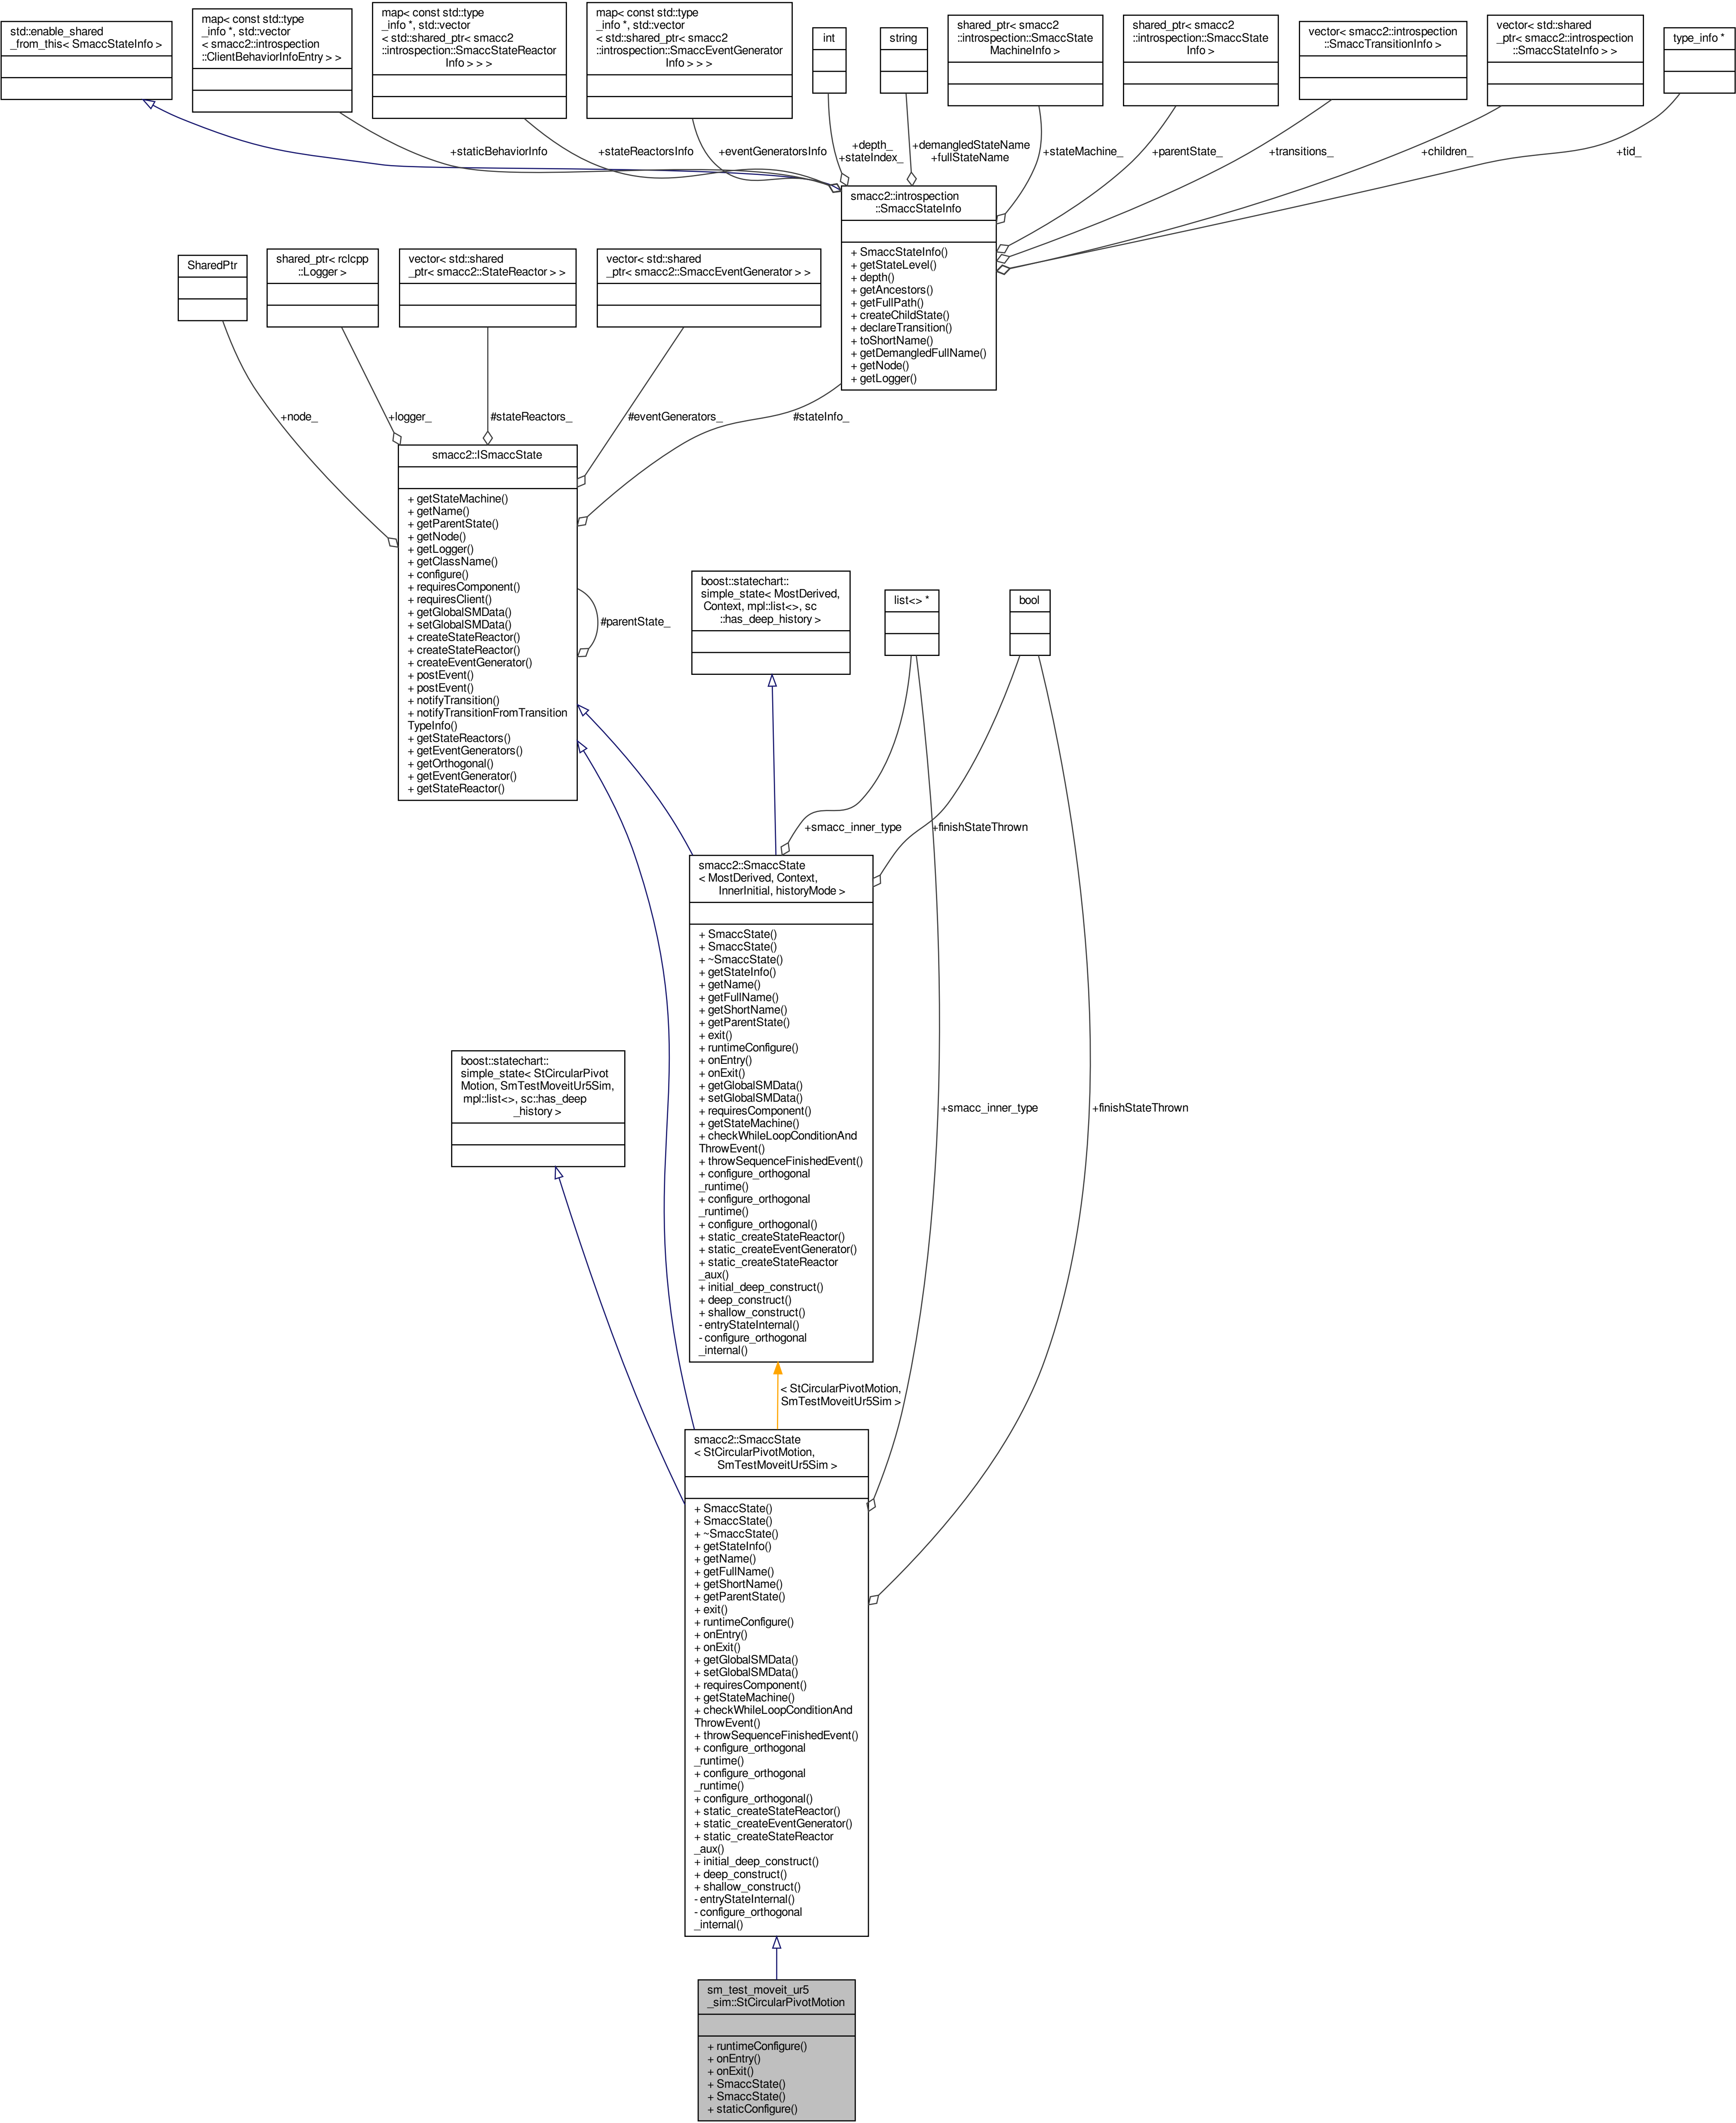 std::enable_shared
_from_this< SmaccStateInfo >
map< const std::type
_info *, std::vector
< smacc2::introspection
::ClientBehaviorInfoEntry > >
map< const std::type
_info *, std::vector
< std::shared_ptr< smacc2
::introspection::SmaccStateReactor
Info > > >
map< const std::type
_info *, std::vector
< std::shared_ptr< smacc2
::introspection::SmaccEventGenerator
Info > > >
int
string
shared_ptr< smacc2
::introspection::SmaccState
MachineInfo >
shared_ptr< smacc2
::introspection::SmaccState
Info >
vector< smacc2::introspection
::SmaccTransitionInfo >
vector< std::shared
_ptr< smacc2::introspection
::SmaccStateInfo > >
type_info *
+staticBehaviorInfo
+stateReactorsInfo
+eventGeneratorsInfo
+depth_
+stateIndex_
+demangledStateName
+fullStateName
+stateMachine_
+parentState_
+transitions_
+children_
+tid_
smacc2::introspection
::SmaccStateInfo
+ SmaccStateInfo()
+ getStateLevel()
+ depth()
+ getAncestors()
+ getFullPath()
+ createChildState()
+ declareTransition()
+ toShortName()
+ getDemangledFullName()
+ getNode()
+ getLogger()
SharedPtr
shared_ptr< rclcpp
::Logger >
vector< std::shared
_ptr< smacc2::StateReactor > >
vector< std::shared
_ptr< smacc2::SmaccEventGenerator > >
+node_
+logger_
#stateReactors_
#eventGenerators_
#stateInfo_
smacc2::ISmaccState
+ getStateMachine()
+ getName()
+ getParentState()
+ getNode()
+ getLogger()
+ getClassName()
+ configure()
+ requiresComponent()
+ requiresClient()
+ getGlobalSMData()
+ setGlobalSMData()
+ createStateReactor()
+ createStateReactor()
+ createEventGenerator()
+ postEvent()
+ postEvent()
+ notifyTransition()
+ notifyTransitionFromTransition
TypeInfo()
+ getStateReactors()
+ getEventGenerators()
+ getOrthogonal()
+ getEventGenerator()
+ getStateReactor()
#parentState_
boost::statechart::
simple_state< MostDerived,
Context, mpl::list<>, sc
::has_deep_history >
list<> *
bool
+smacc_inner_type
+finishStateThrown
smacc2::SmaccState
< MostDerived, Context,
InnerInitial, historyMode >
+ SmaccState()
+ SmaccState()
+ ~SmaccState()
+ getStateInfo()
+ getName()
+ getFullName()
+ getShortName()
+ getParentState()
+ exit()
+ runtimeConfigure()
+ onEntry()
+ onExit()
+ getGlobalSMData()
+ setGlobalSMData()
+ requiresComponent()
+ getStateMachine()
+ checkWhileLoopConditionAnd
ThrowEvent()
+ throwSequenceFinishedEvent()
+ configure_orthogonal
_runtime()
+ configure_orthogonal
_runtime()
+ configure_orthogonal()
+ static_createStateReactor()
+ static_createEventGenerator()
+ static_createStateReactor
_aux()
+ initial_deep_construct()
+ deep_construct()
+ shallow_construct()
- entryStateInternal()
- configure_orthogonal
_internal()
boost::statechart::
simple_state< StCircularPivot
Motion, SmTestMoveitUr5Sim,
mpl::list<>, sc::has_deep
_history >
+smacc_inner_type
+finishStateThrown
< StCircularPivotMotion,
SmTestMoveitUr5Sim >
smacc2::SmaccState
< StCircularPivotMotion,
SmTestMoveitUr5Sim >
+ SmaccState()
+ SmaccState()
+ ~SmaccState()
+ getStateInfo()
+ getName()
+ getFullName()
+ getShortName()
+ getParentState()
+ exit()
+ runtimeConfigure()
+ onEntry()
+ onExit()
+ getGlobalSMData()
+ setGlobalSMData()
+ requiresComponent()
+ getStateMachine()
+ checkWhileLoopConditionAnd
ThrowEvent()
+ throwSequenceFinishedEvent()
+ configure_orthogonal
_runtime()
+ configure_orthogonal
_runtime()
+ configure_orthogonal()
+ static_createStateReactor()
+ static_createEventGenerator()
+ static_createStateReactor
_aux()
+ initial_deep_construct()
+ deep_construct()
+ shallow_construct()
- entryStateInternal()
- configure_orthogonal
_internal()
sm_test_moveit_ur5
_sim::StCircularPivotMotion
+ runtimeConfigure()
+ onEntry()
+ onExit()
+ SmaccState()
+ SmaccState()
+ staticConfigure()